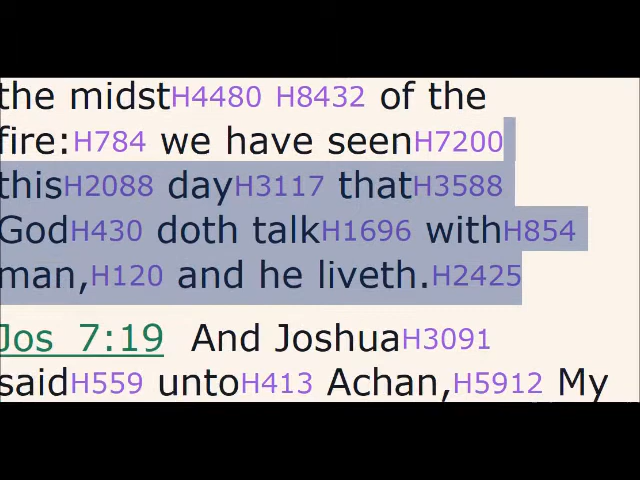 the midstH4480 H8432 of the
fire:H784 we have seenH7200
thisH2088 dayH3117 thatH3588
GodH430 doth talkH1696 withH854
man,H120 and he liveth.H2425
Jos 7:19 And JoshuaH3091
saidH559 untoH413 Achan,H5912 My